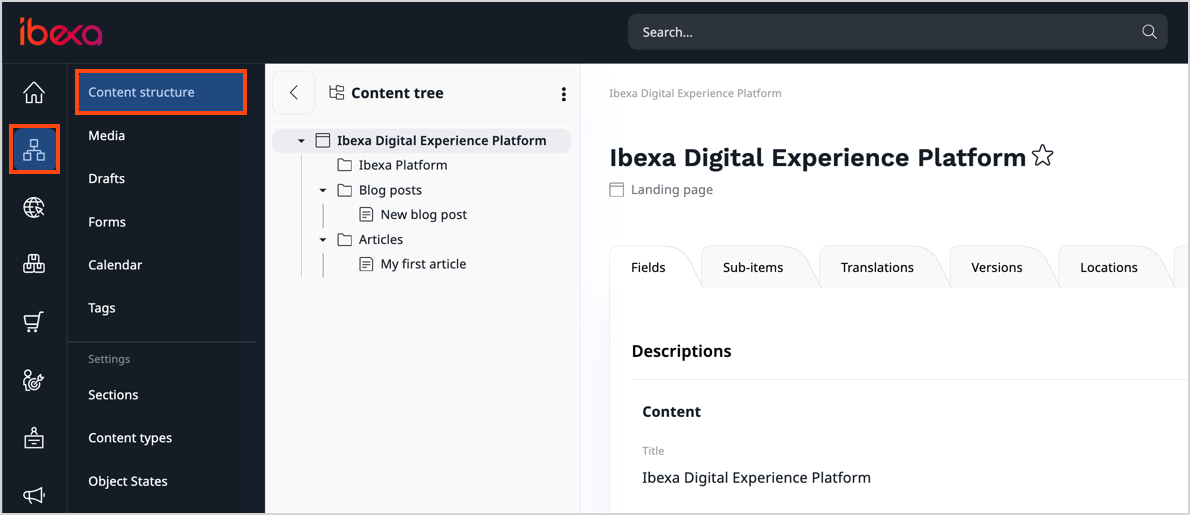 ibexa
Search...
Content structure
Media
Drafts
Forms
Calendar
Tags
Settings
Sections
Content types
Object States
Content tree
Ibexa Digital Experience Platform
Ibexa Platform
Blog posts
New blog post
Articles
My first article
Ibexa Digital Experience Platform
Ibexa Digital Experience Platform
Landing page
Fields
Sub-items
Translations
Versions
Locations
Descriptions
Content
Title
Ibexa Digital Experience Platform